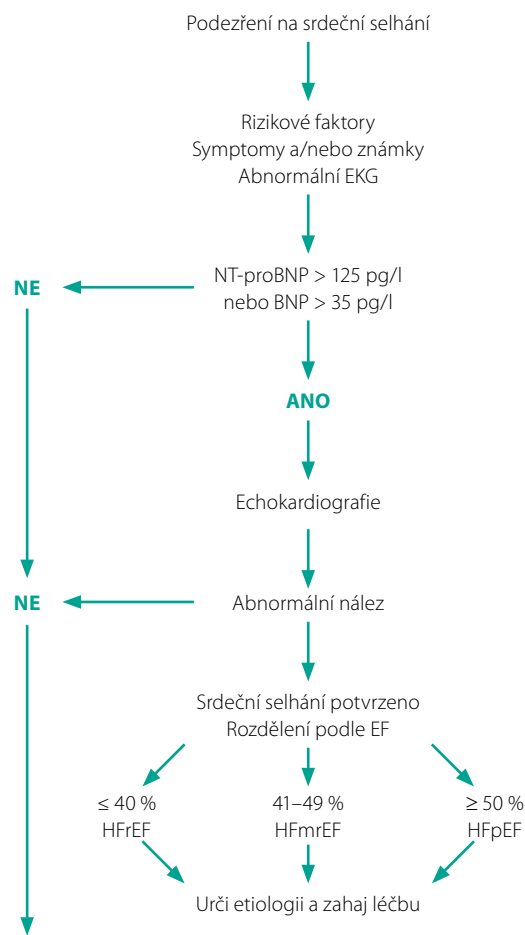 Podezření na srdeční selhání
Rizikové faktory
Symptomy a/nebo známky
Abnormální EKG
NE
NT-proBNP > 125 pg/l
nebo BNP > 35 pg/l
ANO
Echokardiografie
NE
Abnormální nález
Srdeční selhání potvrzeno
Rozdělení podle EF
≤ 40 %
HFrEF
41–49 %
HFmrEF
≥ 50 %
HFpEF
Urči etiologii a zahaj léčbu